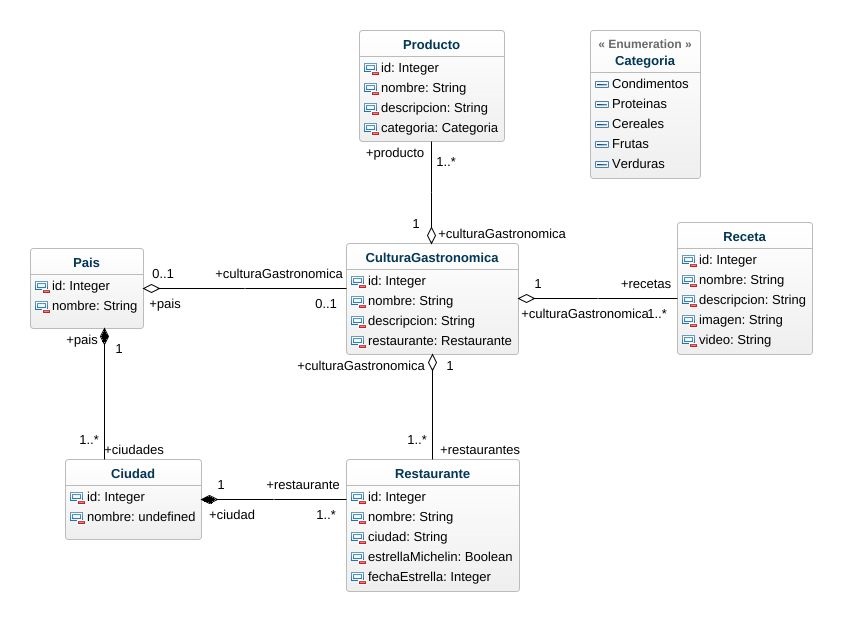 Producto
id: Integer
nombre: String
descripcion: String
categoria: Categoria
« Enumeration »
Categoria
Condimentos
Proteinas
Cereales
Frutas
Verduras
+producto
1..*
1
+culturaGastronomica
Pais
id: Integer
nombre: String
0..1
+pais
+culturaGastronomica
0..1
CulturaGastronomica
id: Integer
nombre: String
descripcion: String
restaurante: Restaurante
1
+culturaGastronomica
+recetas
1..*
Receta
id: Integer
nombre: String
descripcion: String
imagen: String
video: String
+pais
1
1..*
+ciudades
+culturaGastronomica
1
1..*
+restaurantes
Ciudad
id: Integer
nombre: undefined
1
+ciudad
+restaurante
1..*
Restaurante
id: Integer
nombre: String
ciudad: String
estrellaMichelin: Boolean
fechaEstrella: Integer